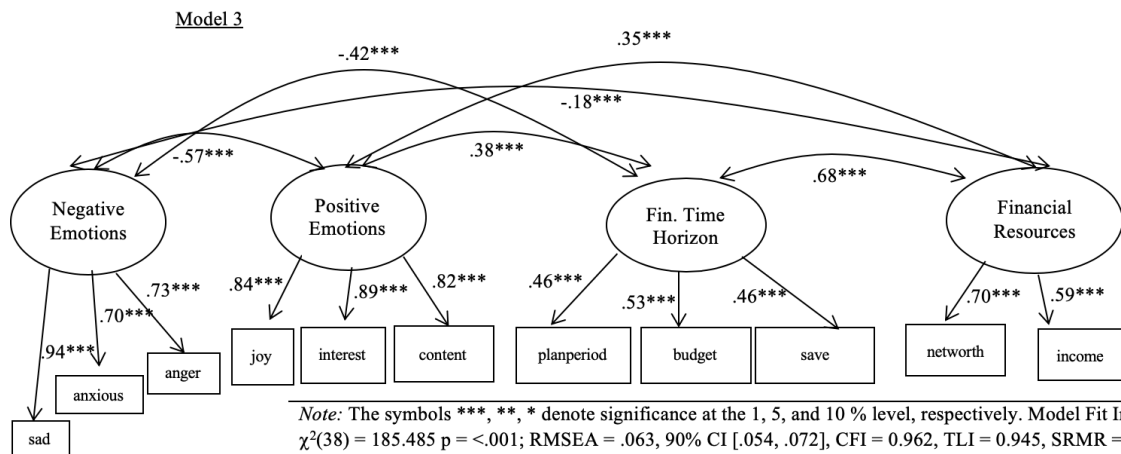 Model 3
-.42***
.35***
-.18***
-.57***
.38***
.68***
Negative
Emotions
Positive
Emotions
Fin. Time
Horizon
Financial
Resources
.94***
.70***
.73***
.84***
.89***
.82***
.46***
.53***
.46***
.70***
.59***
sad
anxious
anger
joy
interest
content
planperiod
budget
save
networth
income
Note: The symbols ***, **, * denote significance at the 1, 5, and 10 % level, respectively. Model Fit
χ²(38) = 185.485 p = <.001; RMSEA = .063, 90% CI [.054, .072], CFI = 0.962, TLI = 0.945, SRMR =